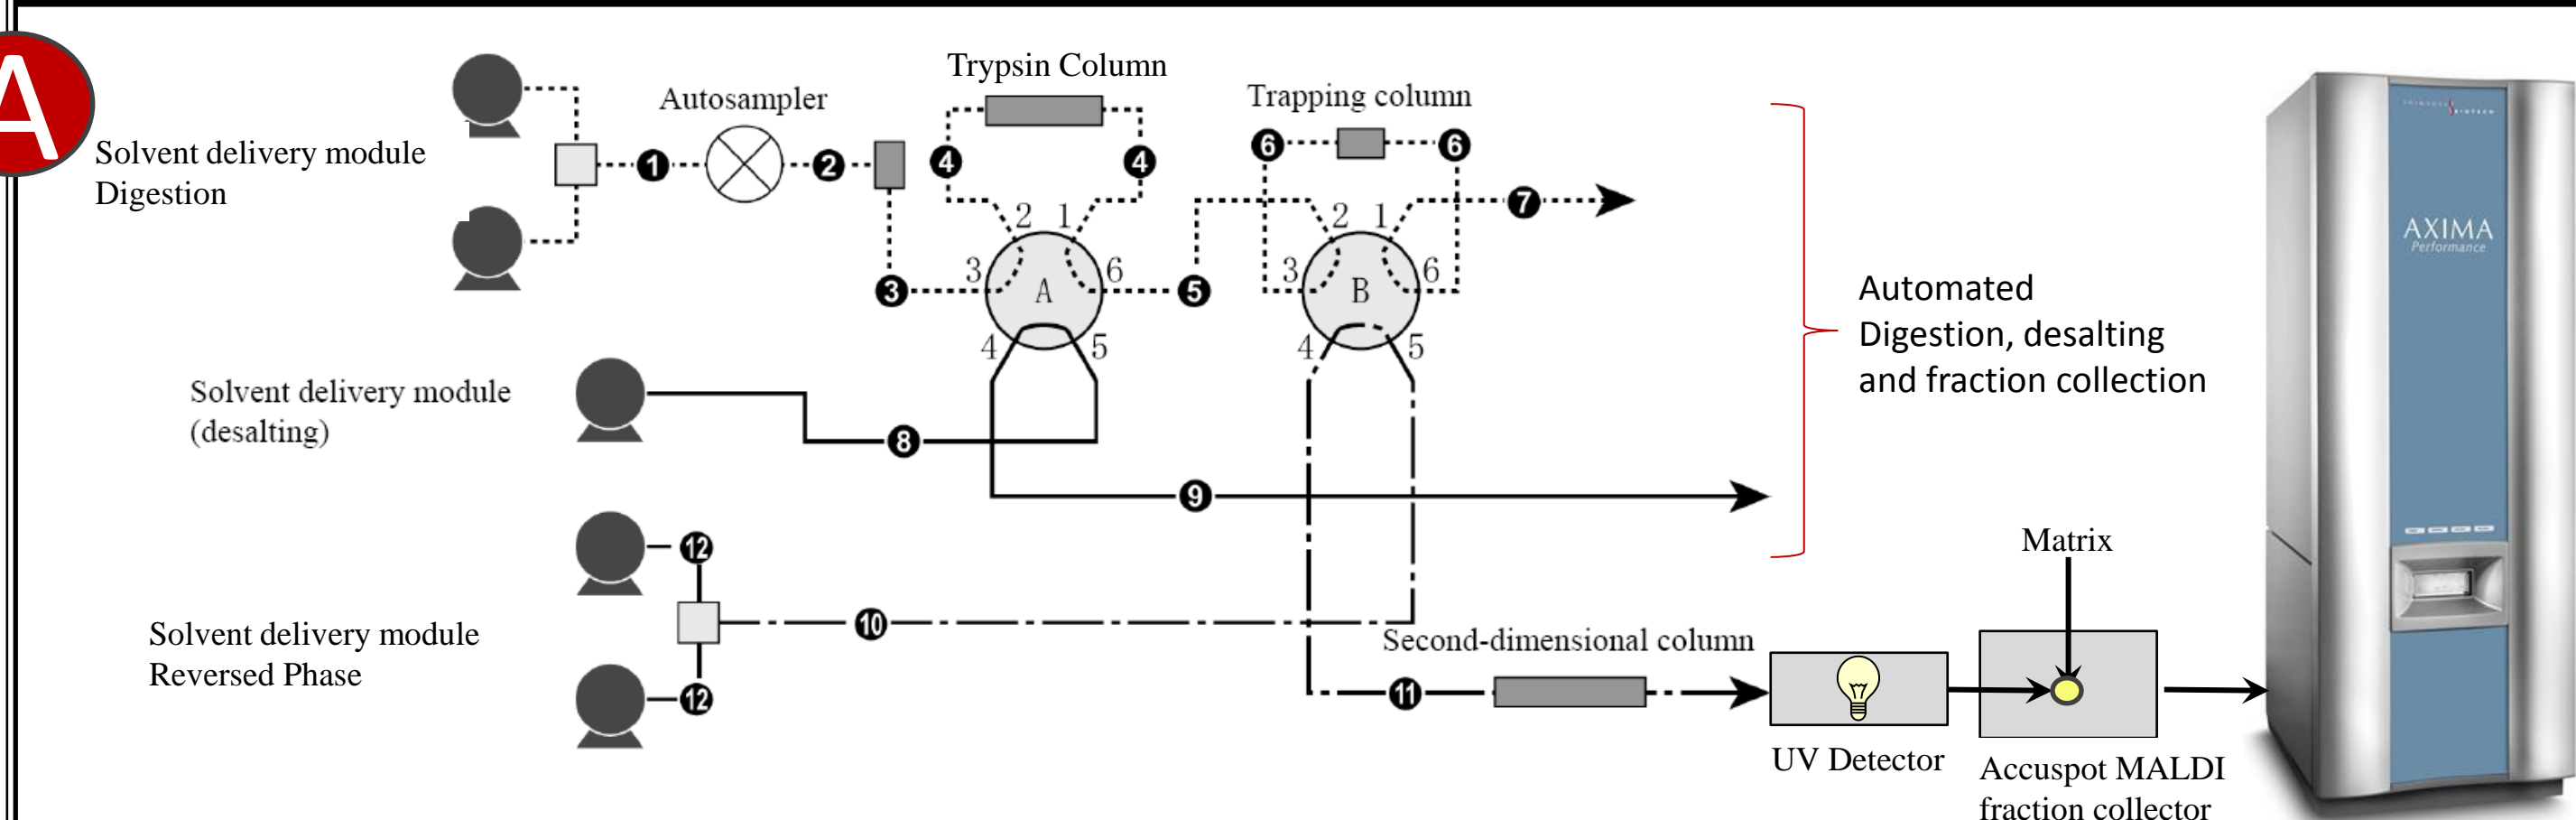 A
Solvent delivery module
Digestion
Autosampler
Trypsin Column
Trapping column
1
2
4
4
6
6
2 1
2 1
7
3
3
6
A
5
3
6
B
4
5
4
5
Solvent delivery module
(desalting)
8
9
Automated
Digestion, desalting
and fraction collection
12
10
12
Solvent delivery module
Reversed Phase
Second-dimensional column
11
Matrix
UV Detector
Accuspot MALDI
fraction collector
AXIMA
Performance